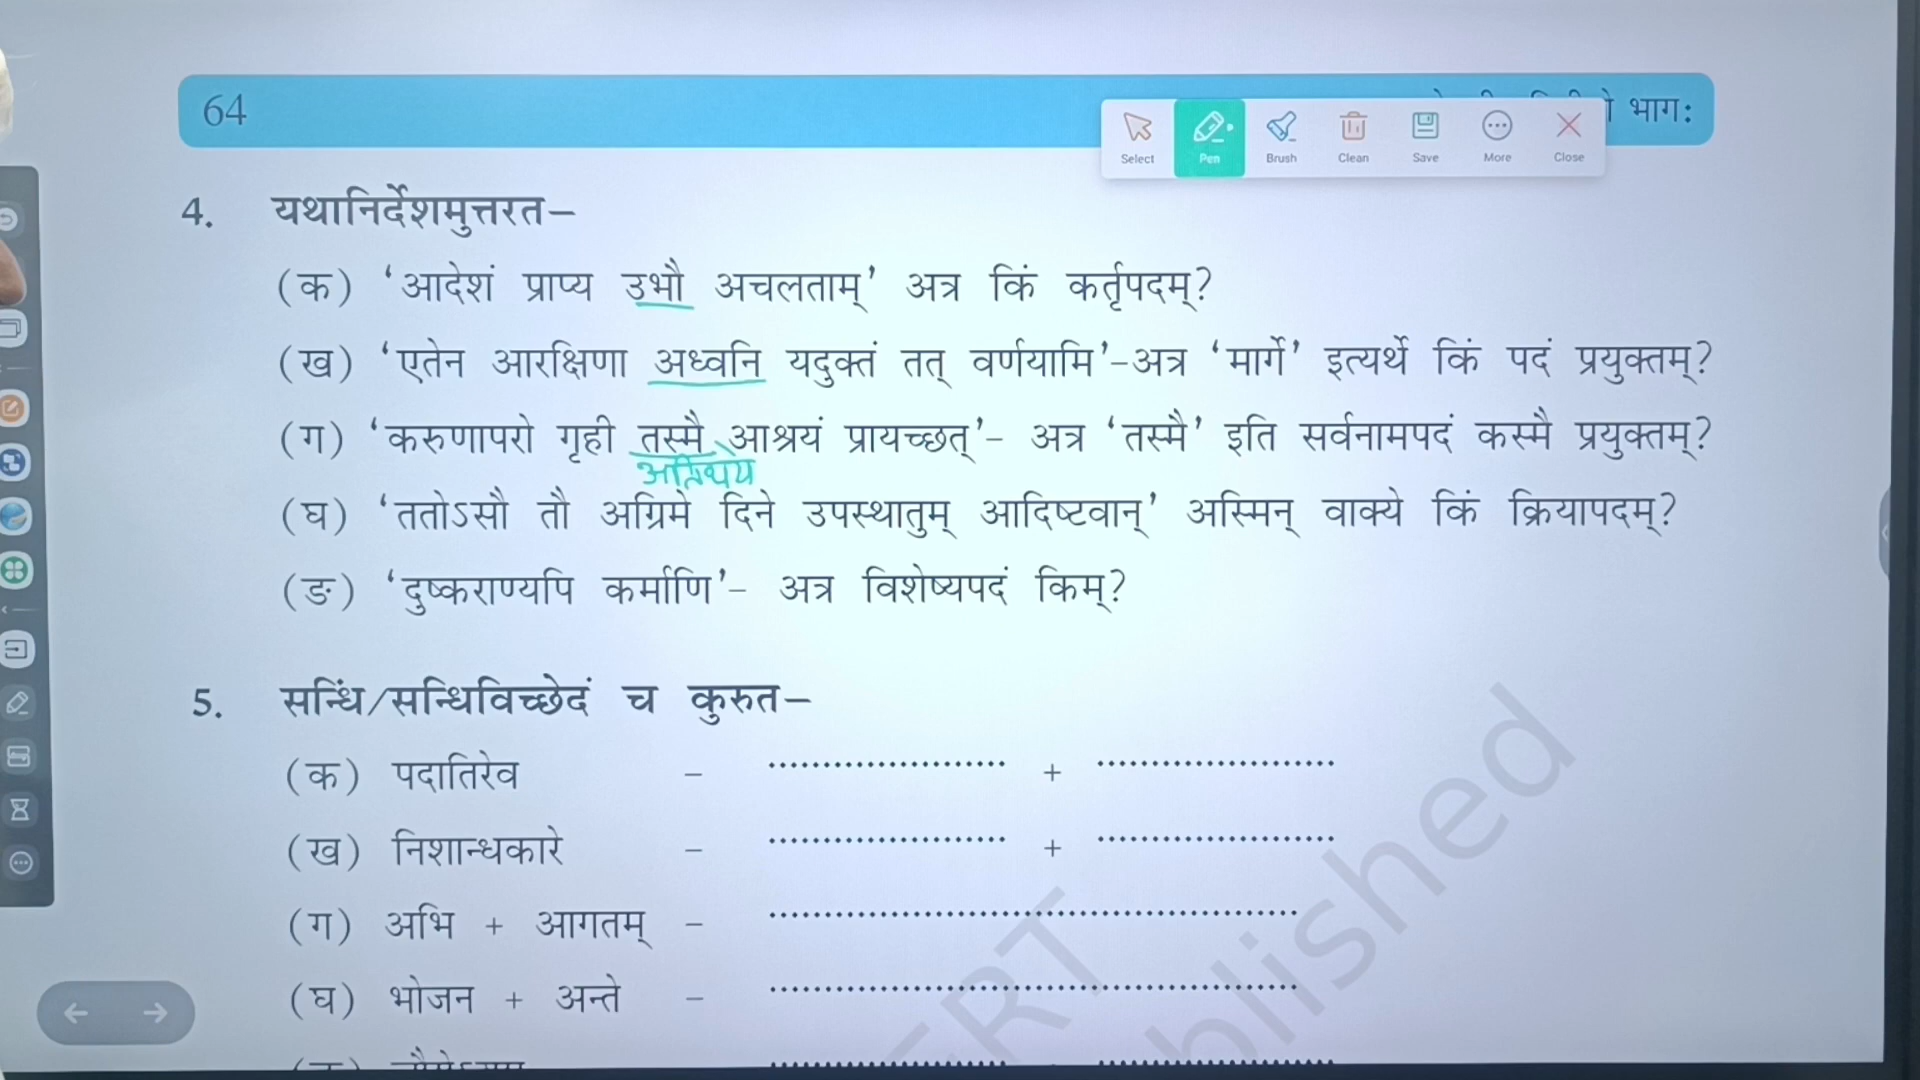 64
भागः
Select Pen Brush Clean Save More Close
4. यथानिर्देशमुत्तरत–
(क) ‘आदेशं प्राप्य उभौ अचलताम्’ अत्र किं कर्तृपदम्?
(ख) ‘एतेन आरक्षिणा अध्वनि यदुक्तं तत् वर्णयामि’-अत्र ‘मार्गे’ इत्यर्थे किं पदं प्रयुक्तम्?
(ग) ‘करुणापरो गृही तस्मै आश्रयं प्रायच्छत्’- अत्र ‘तस्मै’ इति सर्वनामपदं कस्मै प्रयुक्तम्?
अतिथये
(घ) ‘ततोऽसौ तौ अग्रिमे दिने उपस्थातुम् आदिष्टवान्’ अस्मिन् वाक्ये किं क्रियापदम्?
(ङ) ‘दुष्कराण्यपि कर्माणि’- अत्र विशेष्यपदं किम्?
5. सन्धिं/सन्धिविच्छेदं च कुरुत–
(क) पदातिरेव - ...................... + ......................
(ख) निशान्धकारे - ...................... + ......................
(ग) अभि + आगतम् - ..................................................
(घ) भोजन + अन्ते - ..................................................